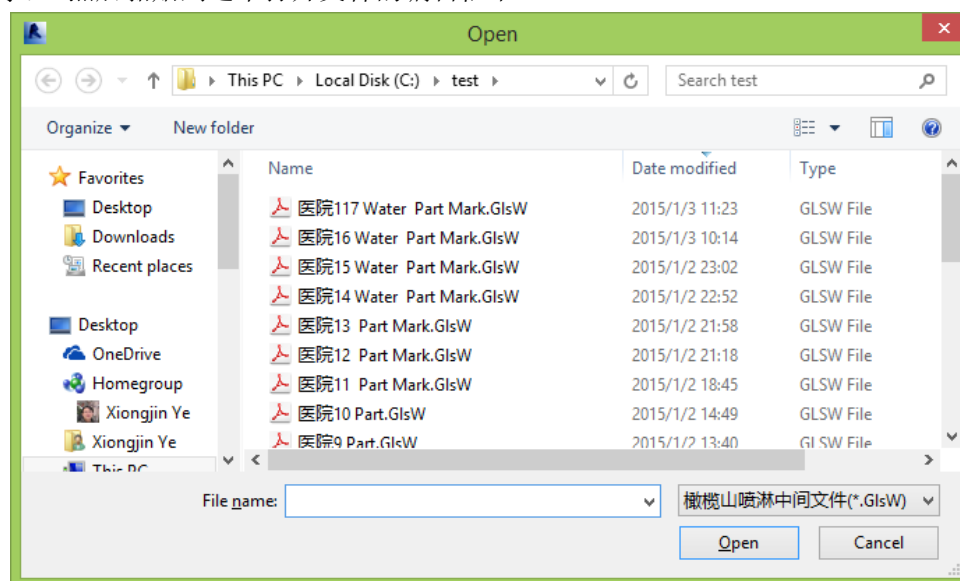 Open
This PC Local Disk (C:) test
Search test
Organize New folder
Name Date modified Type
Favorites
Desktop
Downloads
Recent places
Desktop
OneDrive
Homegroup
Xiongjin Ye
Xiongjin Ye
This PC
医院117 Water Part Mark.GlsW 2015/1/3 11:23 GLSW File
医院16 Water Part Mark.GlsW 2015/1/3 10:14 GLSW File
医院15 Water Part Mark.GlsW 2015/1/2 23:02 GLSW File
医院14 Water Part Mark.GlsW 2015/1/2 22:52 GLSW File
医院13 Part Mark.GlsW 2015/1/2 21:58 GLSW File
医院12 Part Mark.GlsW 2015/1/2 21:18 GLSW File
医院11 Part Mark.GlsW 2015/1/2 18:45 GLSW File
医院10 Part.GlsW 2015/1/2 14:49 GLSW File
医院9 Part.GlsW 2015/1/2 13:40 GLSW File
File name: 橄榄山喷淋中间文件(*.GlsW)
Open Cancel